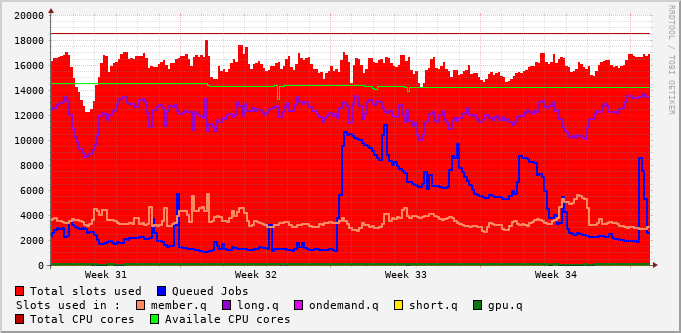 RRDTOOL / TOBI OETIKER
20000
18000
16000
14000
12000
10000
8000
6000
4000
2000
0
Week 31 Week 32 Week 33 Week 34
Total slots used Queued Jobs
Slots used in : member.q long.q ondemand.q short.q gpu.q
Total CPU cores Availale CPU cores